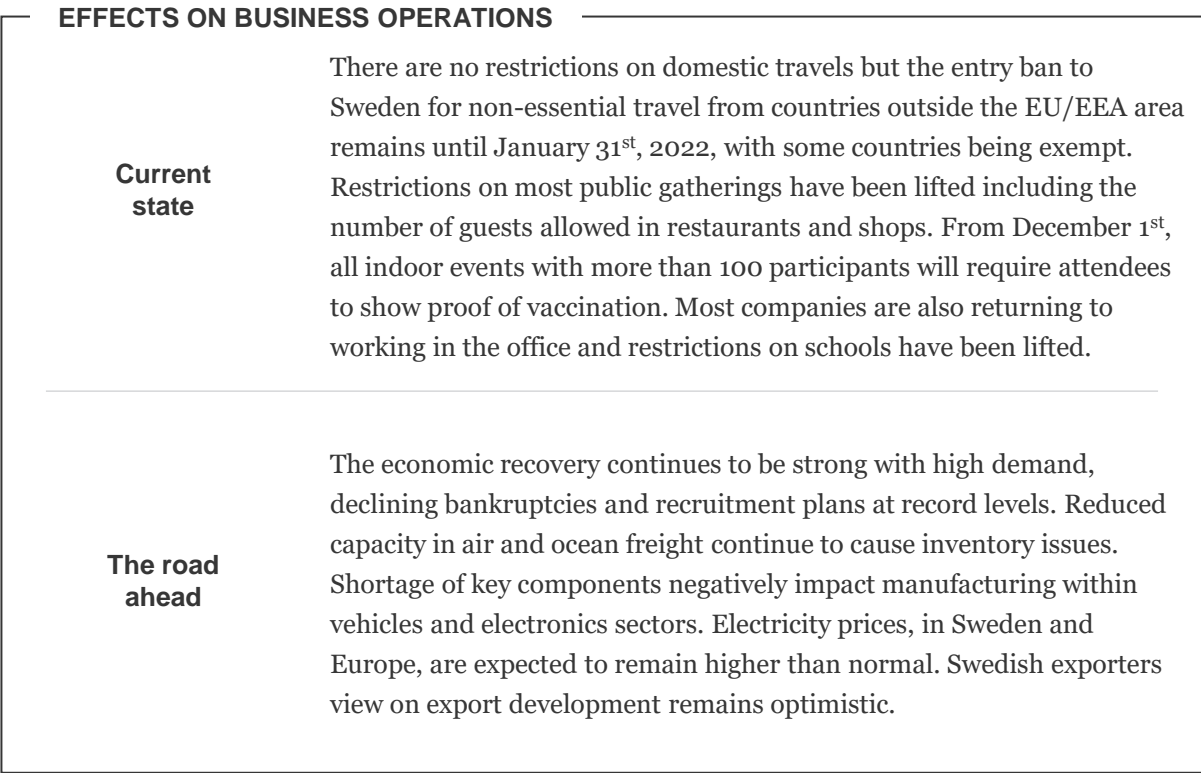 EFFECTS ON BUSINESS OPERATIONS
Current
state
There are no restrictions on domestic travels but the entry ban to
Sweden for non-essential travel from countries outside the EU/EEA area
remains until January 31st, 2022, with some countries being exempt.
Restrictions on most public gatherings have been lifted including the
number of guests allowed in restaurants and shops. From December 1st,
all indoor events with more than 100 participants will require attendees
to show proof of vaccination. Most companies are also returning to
working in the office and restrictions on schools have been lifted.
The road
ahead
The economic recovery continues to be strong with high demand,
declining bankruptcies and recruitment plans at record levels. Reduced
capacity in air and ocean freight continue to cause inventory issues.
Shortage of key components negatively impact manufacturing within
vehicles and electronics sectors. Electricity prices, in Sweden and
Europe, are expected to remain higher than normal. Swedish exporters
view on export development remains optimistic.